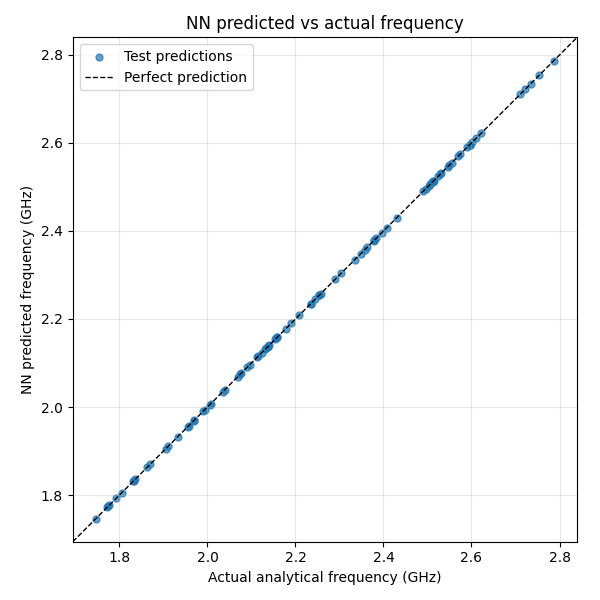 NN predicted vs actual frequency
Test predictions
Perfect prediction
NN predicted frequency (GHz)
2.8
2.6
2.4
2.2
2.0
1.8
1.8 2.0 2.2 2.4 2.6 2.8
Actual analytical frequency (GHz)